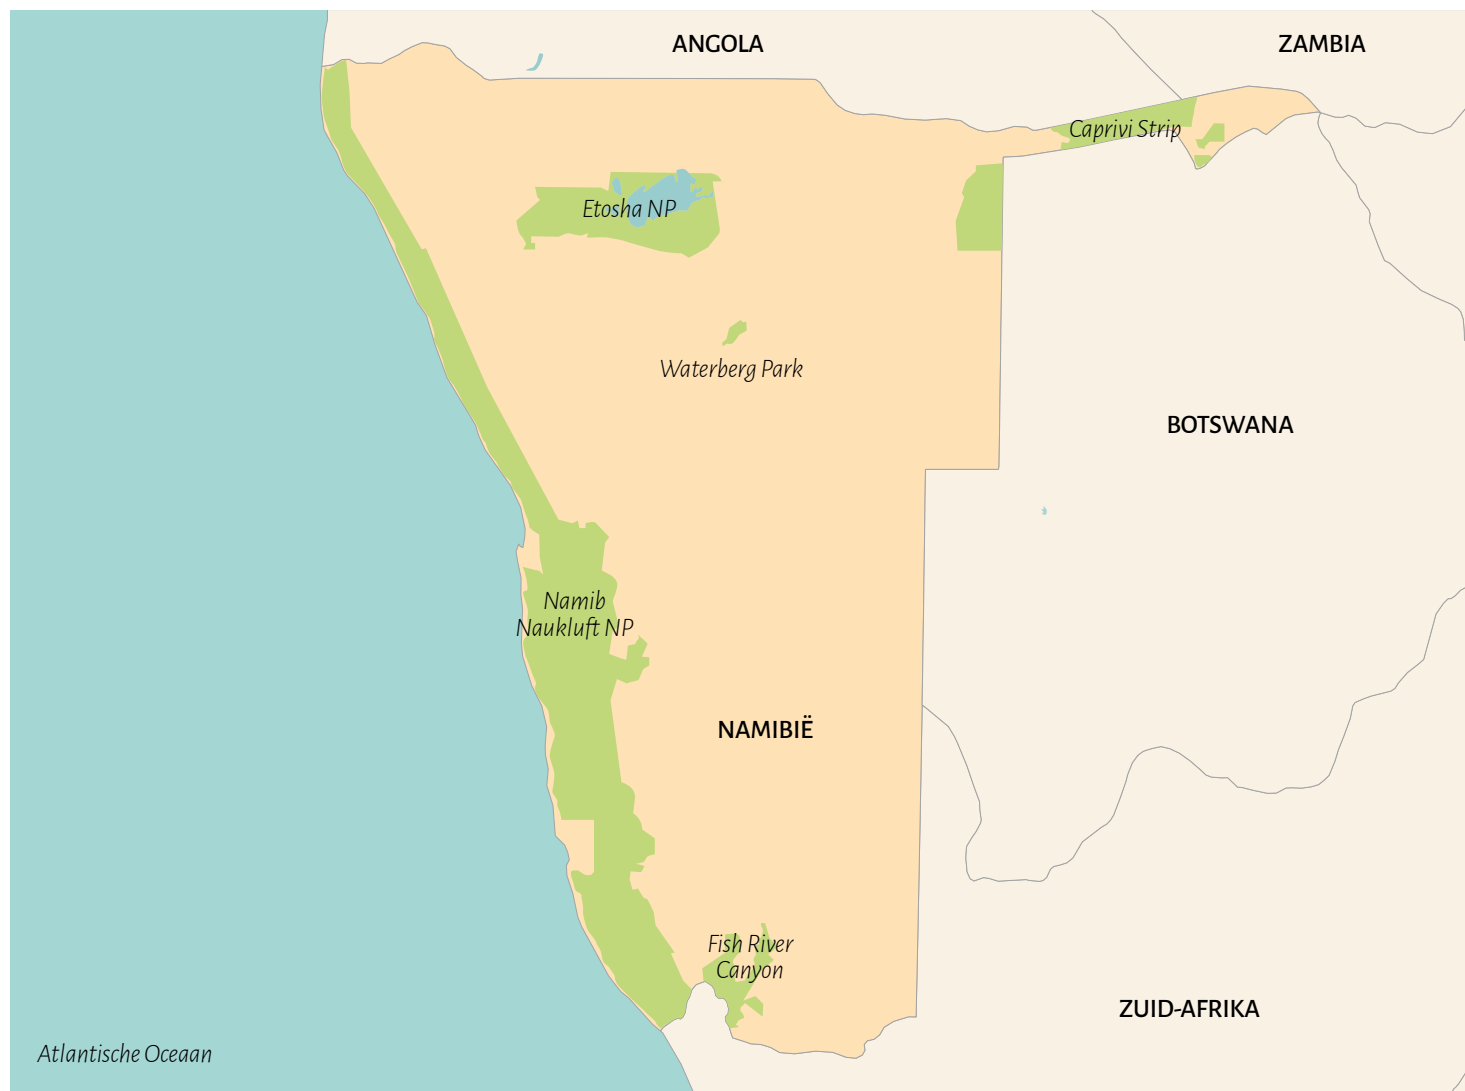 ANGOLA
ZAMBIA
Caprivi Strip
Etosha NP
Waterberg Park
BOTSWANA
Namib
Naukluft NP
NAMIBIË
Fish River
Canyon
ZUID-AFRIKA
Atlantische Oceaan